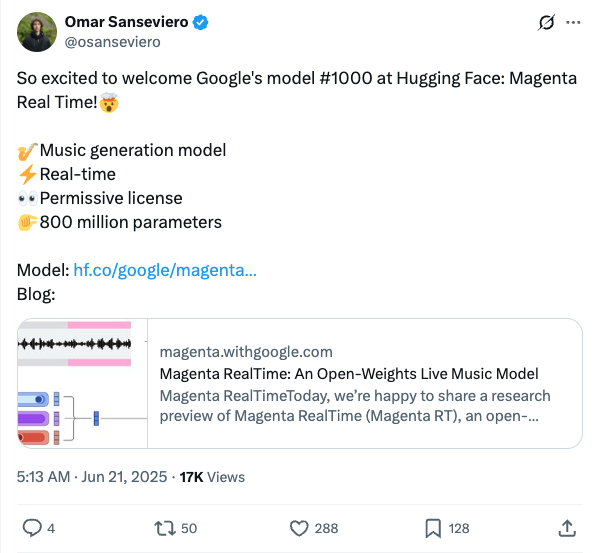 Omar Sanseviero
@osanseviero
So excited to welcome Google's model #1000 at Hugging Face: Magenta
Real Time!🤯
🎷Music generation model
⚡Real-time
👀Permissive license
🤏800 million parameters
Model: hf.co/google/magenta...
Blog:
magenta.withgoogle.com
Magenta RealTime: An Open-Weights Live Music Model
Magenta RealTimeToday, we're happy to share a research
preview of Magenta RealTime (Magenta RT), an open-...
5:13 AM · Jun 21, 2025 · 17K Views
4 50 288 128